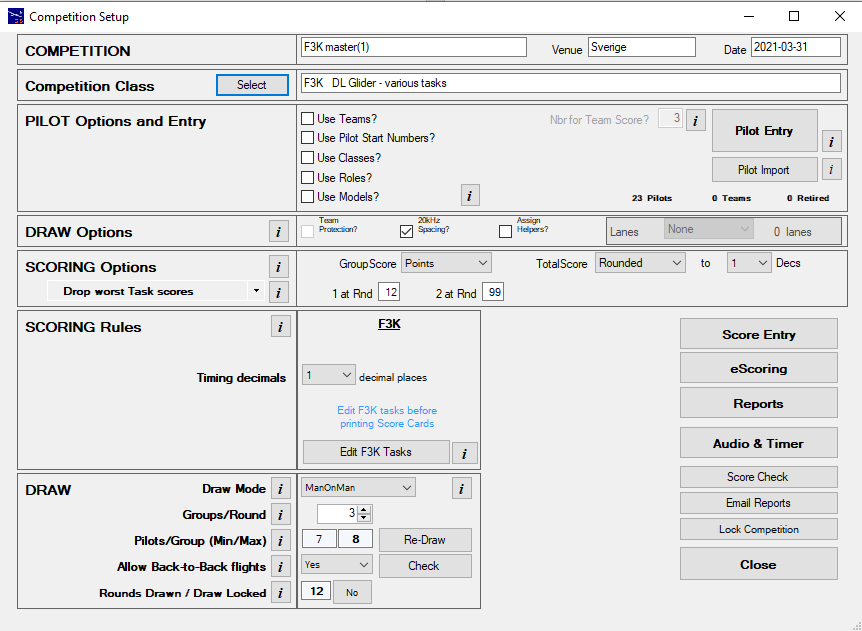 Competition Setup
COMPETITION
F3K master(1)
Venue
Sverige
Date
2021-03-31
Competition Class
Select
F3K DL Glider - various tasks
PILOT Options and Entry
Use Teams?
Nbr for Team Score?
3
i
Pilot Entry
i
Use Pilot Start Numbers?
Use Classes?
Use Roles?
Pilot Import
i
Use Models?
i
23 Pilots
0 Teams
0 Retired
DRAW Options
i
Team
Protection?
20kHz
Spacing?
Assign
Helpers?
Lanes
None
0 lanes
SCORING Options
i
GroupScore
Points
TotalScore
Rounded
to
1
Decs
Drop worst Task scores
i
1 at Rnd
12
2 at Rnd
99
SCORING Rules
i
F3K
Timing decimals
1
decimal places
Edit F3K tasks before
printing Score Cards
Edit F3K Tasks
i
Score Entry
eScoring
Reports
Audio & Timer
Score Check
Email Reports
Lock Competition
Close
DRAW
Draw Mode
i
ManOnMan
i
Groups/Round
i
3
Pilots/Group (Min/Max)
i
7
8
Re-Draw
Allow Back-to-Back flights
i
Yes
Check
Rounds Drawn / Draw Locked
i
12
No